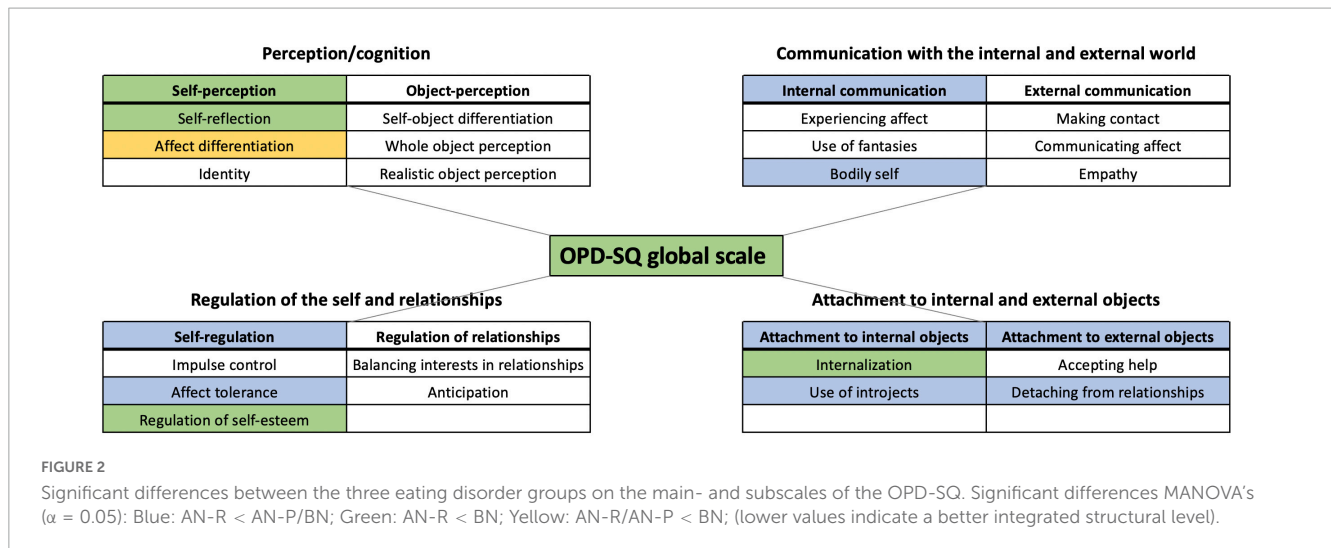 Perception/cognition
Communication with the internal and external world
Self-perception Object-perception
Internal communication External communication
Self-reflection Self-object differentiation
Experiencing affect Making contact
Affect differentiation Whole object perception
Use of fantasies Communicating affect
Identity Realistic object perception
Bodily self Empathy
OPD-SQ global scale
Regulation of the self and relationships
Attachment to internal and external objects
Self-regulation Regulation of relationships
Attachment to internal objects Attachment to external objects
Impulse control Balancing interests in relationships
Internalization Accepting help
Affect tolerance Anticipation
Use of introjects Detaching from relationships
Regulation of self-esteem
FIGURE 2
Significant differences between the three eating disorder groups on the main- and subscales of the OPD-SQ. Significant differences MANOVA's
(α = 0.05): Blue: AN-R < AN-P/BN; Green: AN-R < BN; Yellow: AN-R/AN-P < BN; (lower values indicate a better integrated structural level).